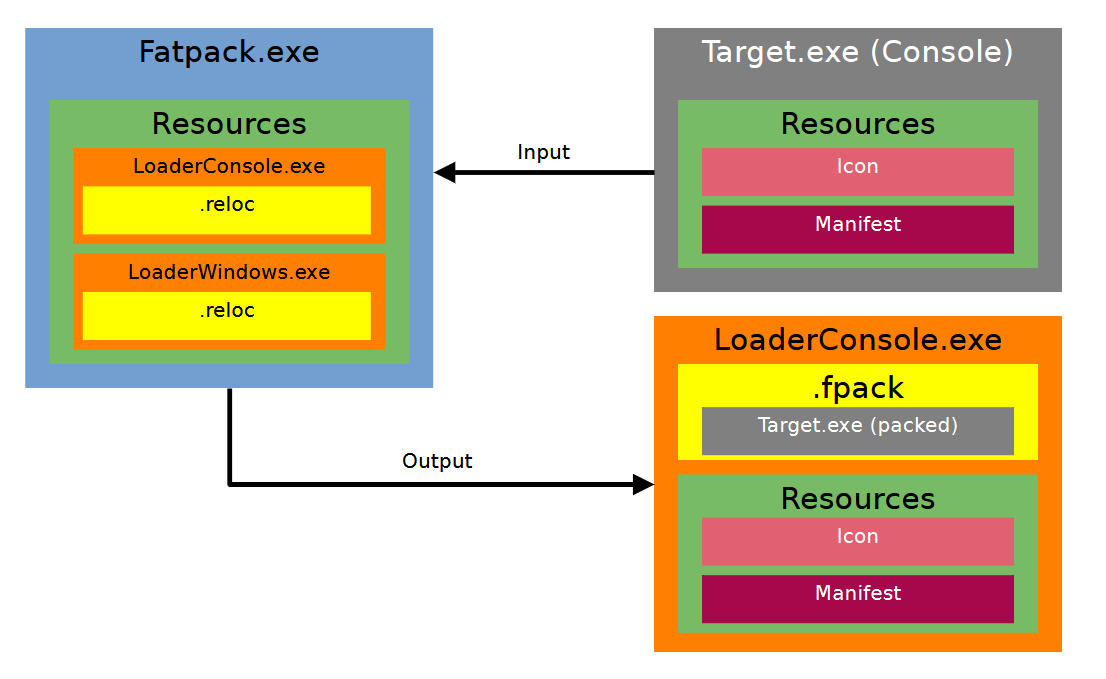 Fatpack.exe
Resources
LoaderConsole.exe
.reloc
LoaderWindows.exe
.reloc
Input
Target.exe (Console)
Resources
Icon
Manifest
Output
LoaderConsole.exe
.fpack
Target.exe (packed)
Resources
Icon
Manifest